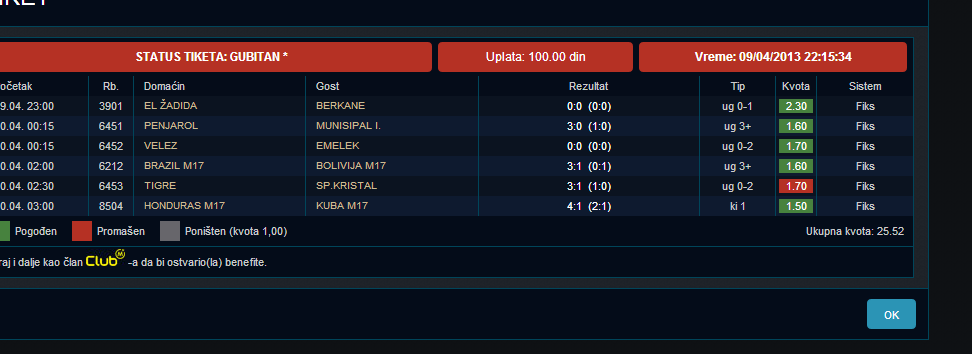 STATUS TIKETA: GUBITAN * Uplata: 100.00 din Vreme: 09/04/2013 22:15:34
očetak Rb. Domaćin Gost Rezultat Tip Kvota Sistem
9.04. 23:00 3901 EL ŽADIDA BERKANE 0:0 (0:0) ug 0-1 2.30 Fiks
0.04. 00:15 6451 PENJAROL MUNISIPAL I. 3:0 (1:0) ug 3+ 1.60 Fiks
0.04. 00:15 6452 VELEZ EMELEK 0:0 (0:0) ug 0-2 1.70 Fiks
0.04. 02:00 6212 BRAZIL M17 BOLIVIJA M17 3:1 (0:1) ug 3+ 1.60 Fiks
0.04. 02:30 6453 TIGRE SP.KRISTAL 3:1 (1:0) ug 0-2 1.70 Fiks
0.04. 03:00 8504 HONDURAS M17 KUBA M17 4:1 (2:1) ki 1 1.50 Fiks
Pogođen Promašen Poništen (kvota 1,00) Ukupna kvota: 25.52
raj i dalje kao član Club M -a da bi ostvario(la) benefite.
OK